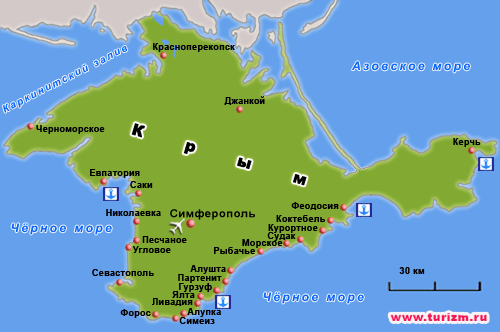 Красноперекопск
Каркинитский залив
Азовское море
Джанкой
Черноморское
Крым
Керчь
Евпатория
Саки
Феодосия
Николаевка
Симферополь
Коктебель
Курортное
Чёрное море
Судак
Песчаное
Морское
Угловое
Рыбачье
Алушта
30 км
Севастополь
Партенит
Гурзуф
Ялта
Чёрное море
Ливадия
Форос
Алупка
Симеиз
www.turizm.ru